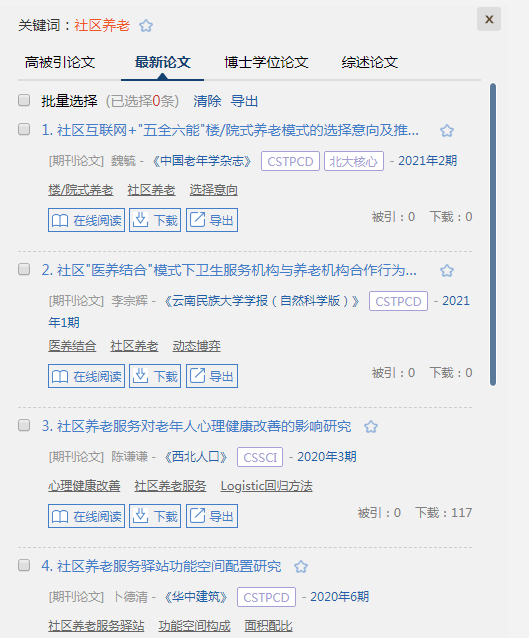 关键词：社区养老
x
高被引论文 最新论文 博士学位论文 综述论文
批量选择 (已选择0条) 清除 导出
1. 社区互联网+"五全六能"楼/院式养老模式的选择意向及推...
[期刊论文] 魏毓 - 《中国老年学杂志》 CSTPCD 北大核心 - 2021年2期
楼/院式养老 社区养老 选择意向
在线阅读 下载 导出 被引：0 下载：0
2. 社区"医养结合"模式下卫生服务机构与养老机构合作行为...
[期刊论文] 李宗辉 - 《云南民族大学学报（自然科学版）》 CSTPCD - 2021
年1期
医养结合 社区养老 动态博弈
在线阅读 下载 导出 被引：0 下载：0
3. 社区养老服务对老年人心理健康改善的影响研究
[期刊论文] 陈谦谦 - 《西北人口》 CSSCI - 2020年3期
心理健康改善 社区养老服务 Logistic回归方法
在线阅读 下载 导出 被引：0 下载：117
4. 社区养老服务驿站功能空间配置研究
[期刊论文] 卜德清 - 《华中建筑》 CSTPCD - 2020年6期
社区养老服务驿站 功能空间构成 面积配比